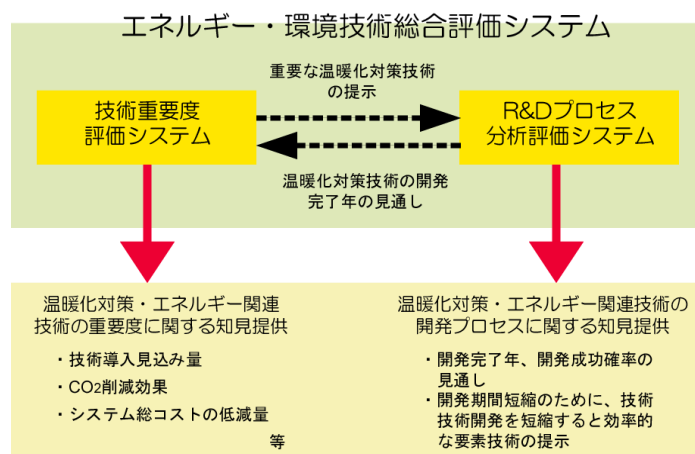 エネルギー・環境技術総合評価システム
重要な温暖化対策技術
の提示
技術重要度
評価システム
R&Dプロセス
分析評価システム
温暖化対策技術の開発
完了年の見通し
温暖化対策・エネルギー関連
技術の重要度に関する知見提供
・技術導入見込み量
・CO2削減効果
・システム総コストの低減量
等
温暖化対策・エネルギー関連技術の
開発プロセスに関する知見提供
・開発完了年、開発成功確率の
見通し
・開発期間短縮のために、技術
技術開発を短縮すると効率的
な要素技術の提示